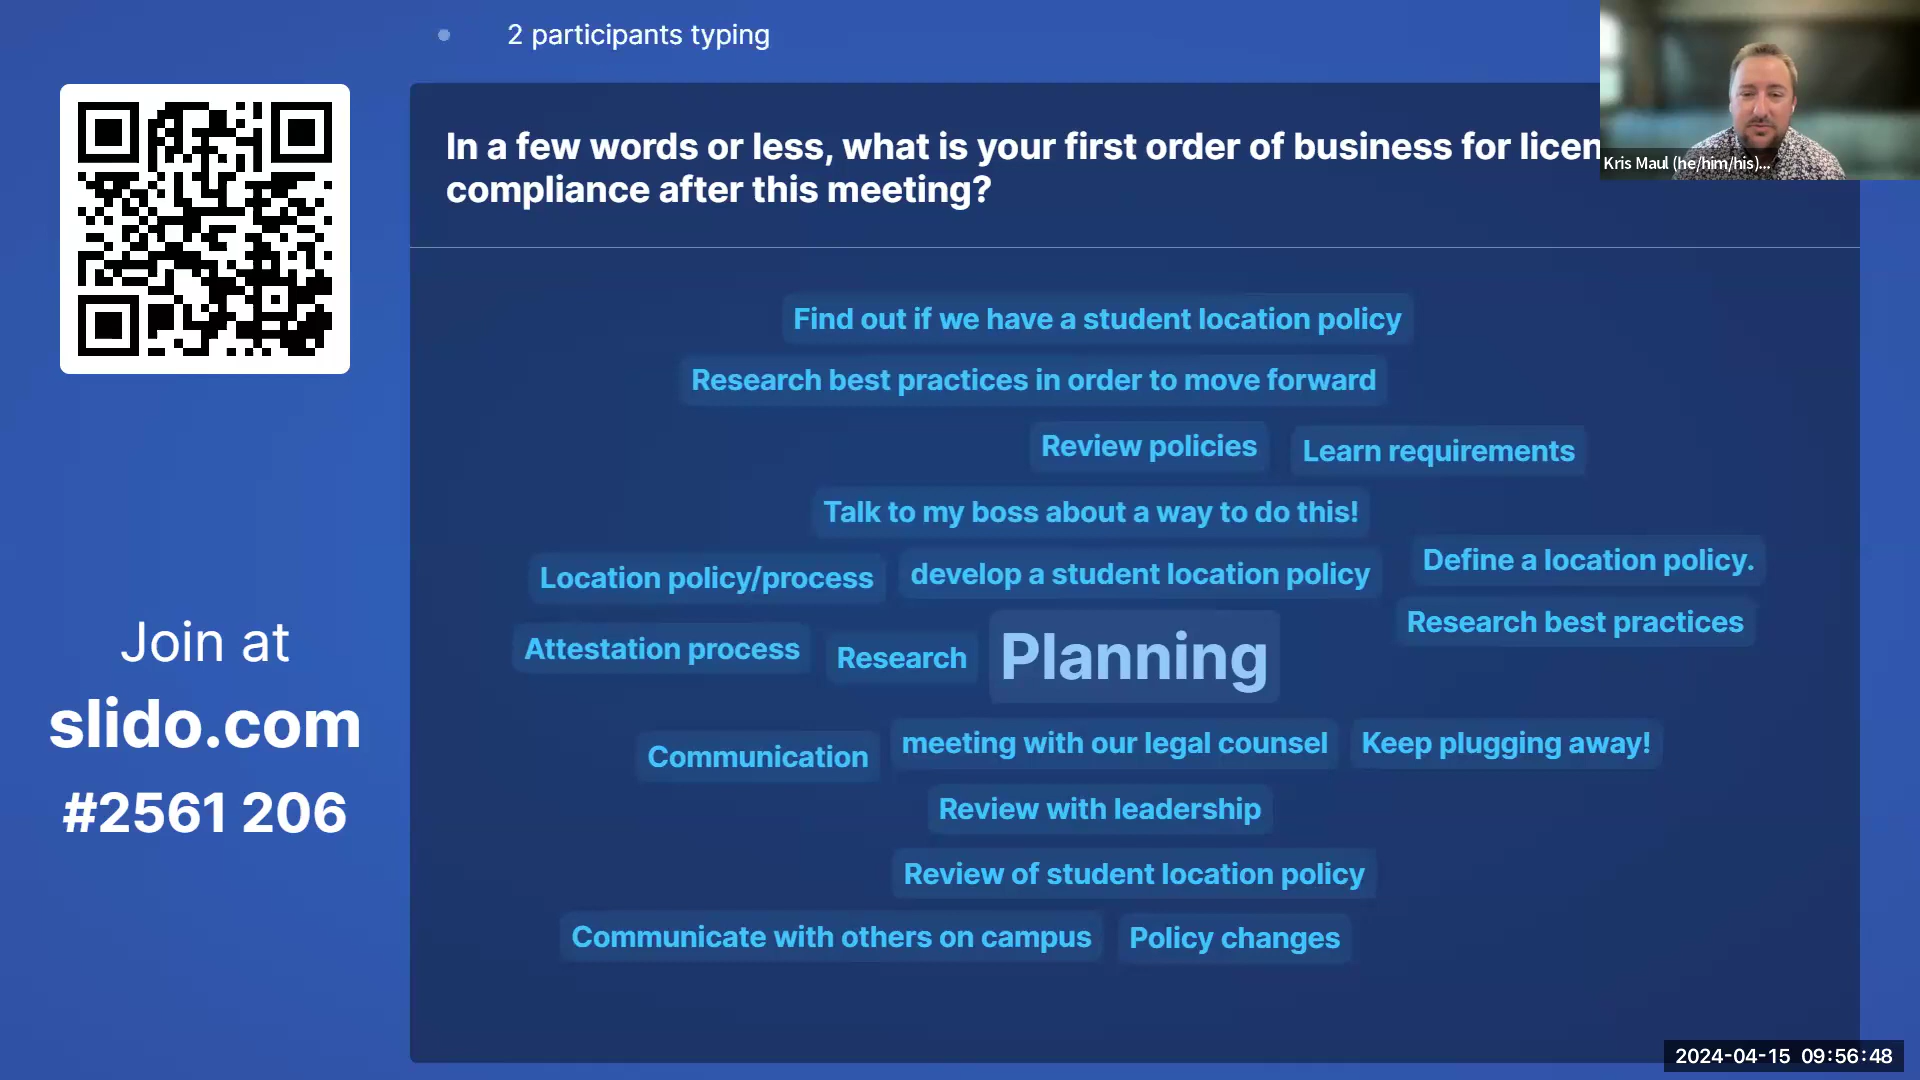 2 participants typing
In a few words or less, what is your first order of business for licen
compliance after this meeting?
Kris Maul (he/him/his)...
Find out if we have a student location policy
Research best practices in order to move forward
Review policies
Learn requirements
Talk to my boss about a way to do this!
Location policy/process
develop a student location policy
Define a location policy.
Attestation process
Research
Planning
Research best practices
Communication
meeting with our legal counsel
Keep plugging away!
Review with leadership
Review of student location policy
Communicate with others on campus
Policy changes
Join at
slido.com
#2561 206
2024-04-15 09:56:48